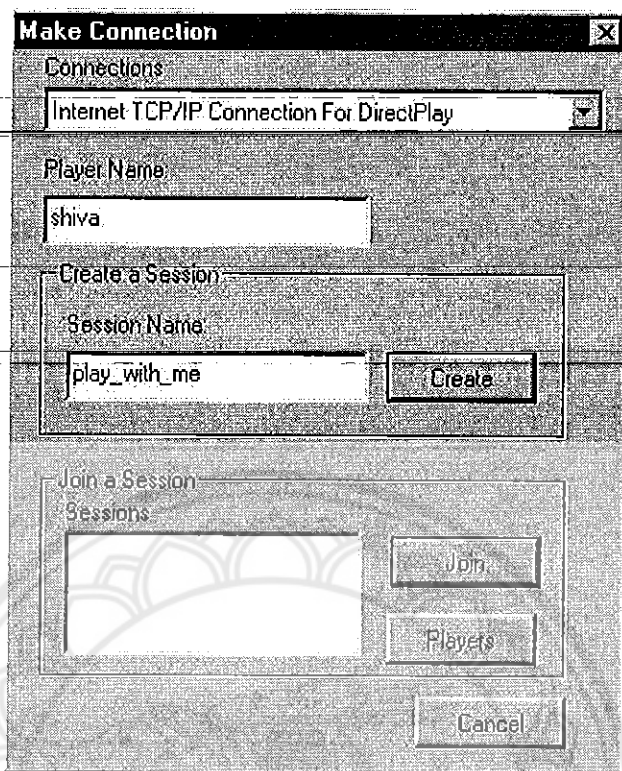 Make Connection
Connections
Internet TCP/IP Connection For DirectPlay
Player Name:
shiva
Create a Session
Session Name:
play_with_me
Create
Join a Session
Sessions
Join
Players
Cancel